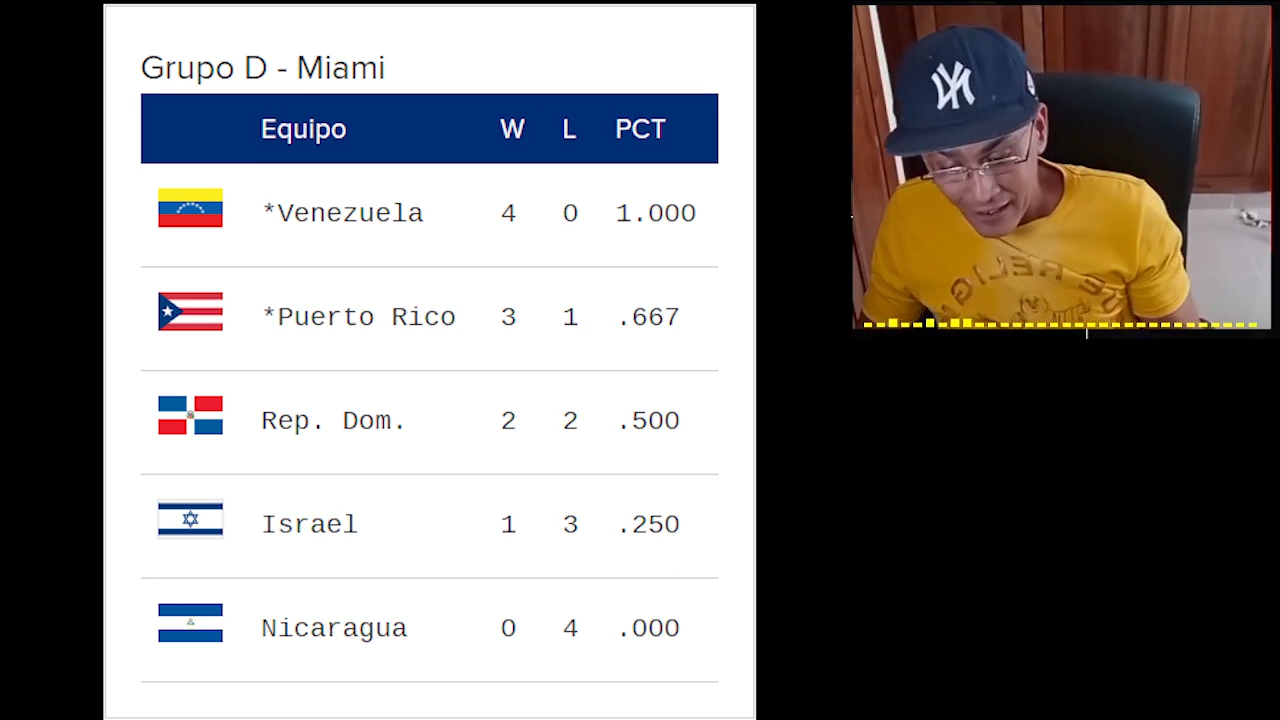 Grupo D - Miami
Equipo W L PCT
*Venezuela 4 0 1.000
*Puerto Rico 3 1 .667
Rep. Dom. 2 2 .500
Israel 1 3 .250
Nicaragua 0 4 .000
NY